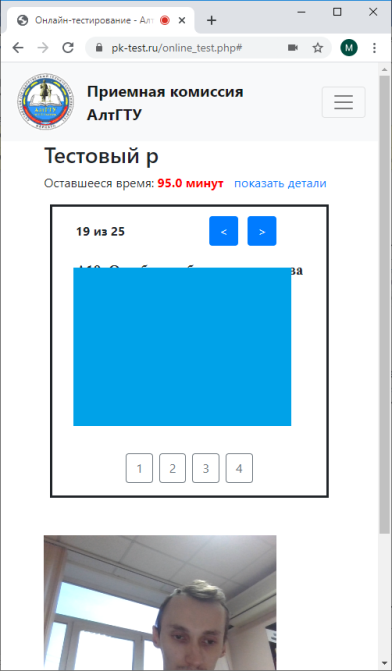 Онлайн-тестирование - Алт
pk-test.ru/online_test.php#
M
Приемная комиссия
АлтГТУ
Тестовый р
Оставшееся время: 95.0 минут показать детали
19 из 25
<
>
1
2
3
4